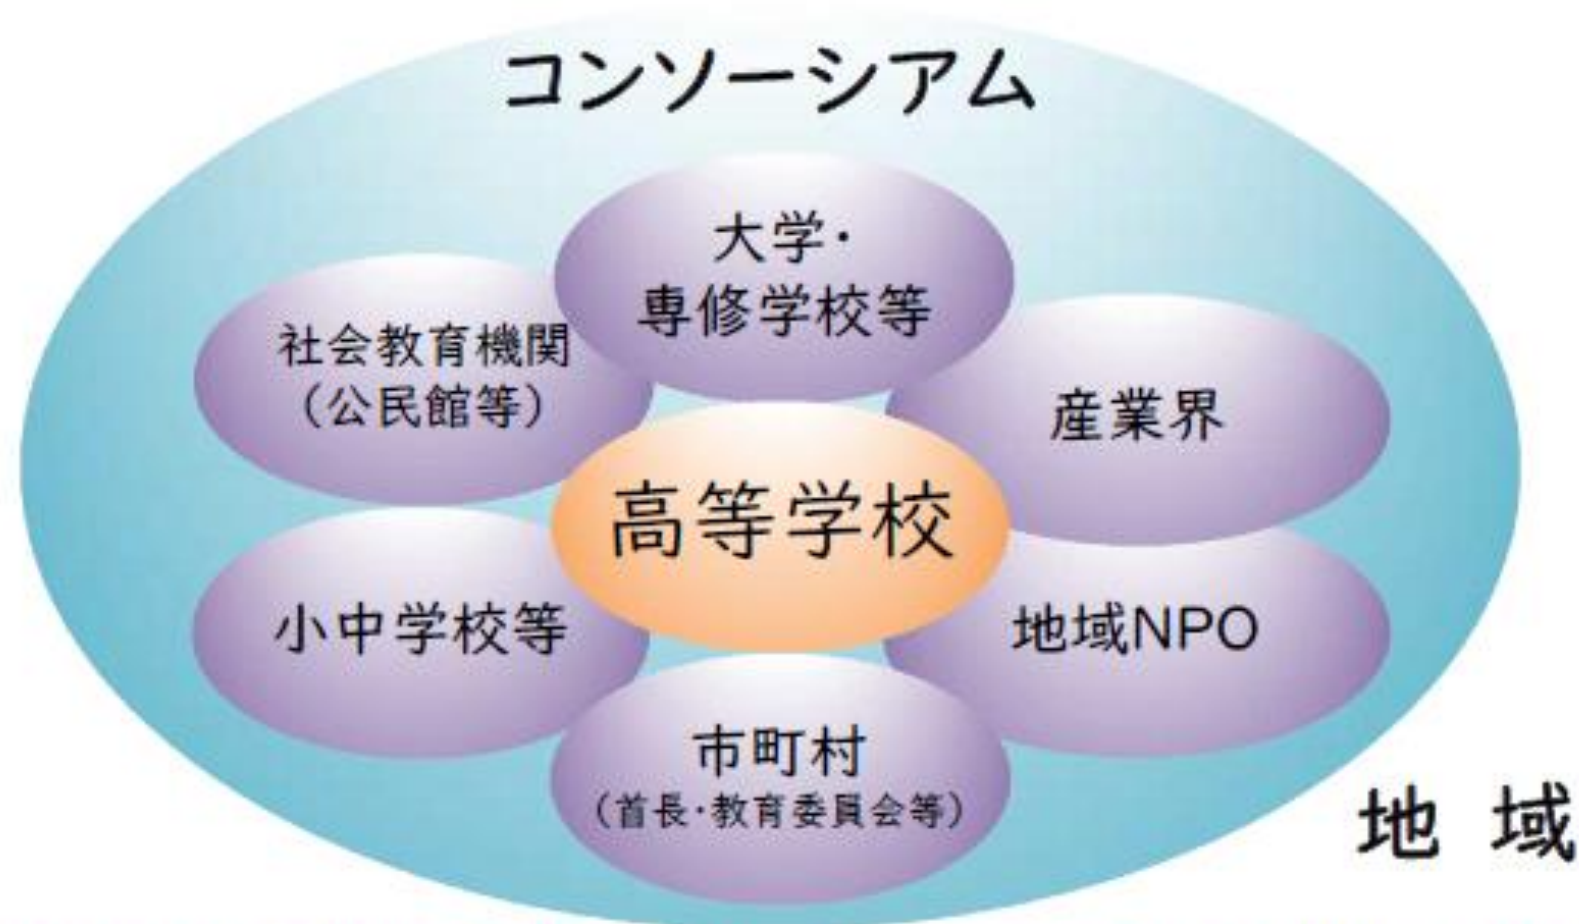 コンソーシアム
大学・
専修学校等
社会教育機関
（公民館等）
産業界
高等学校
小中学校等
地域NPO
市町村
（首長・教育委員会等）
地 域